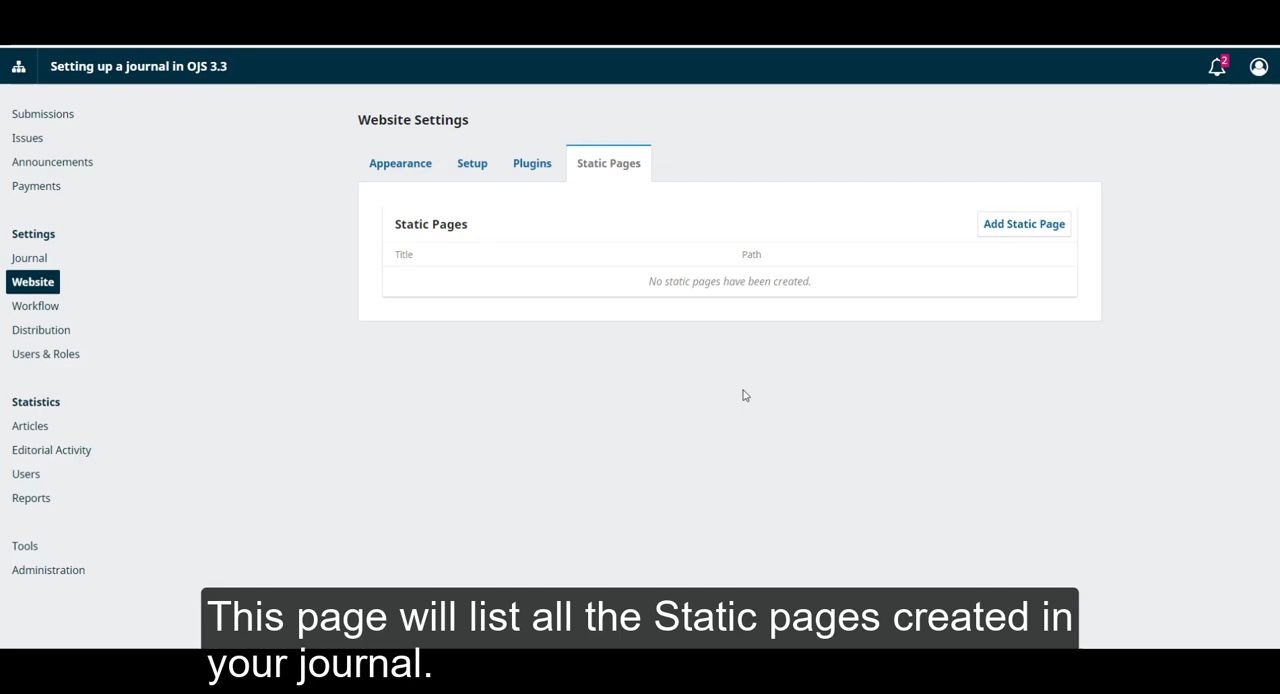 Setting up a journal in OJS 3.3
2
Submissions
Issues
Announcements
Payments
Settings
Journal
Website
Workflow
Distribution
Users & Roles
Statistics
Articles
Editorial Activity
Users
Reports
Tools
Administration
Website Settings
Appearance Setup Plugins Static Pages
Static Pages Add Static Page
Title Path
No static pages have been created.
This page will list all the Static pages created in
your journal.